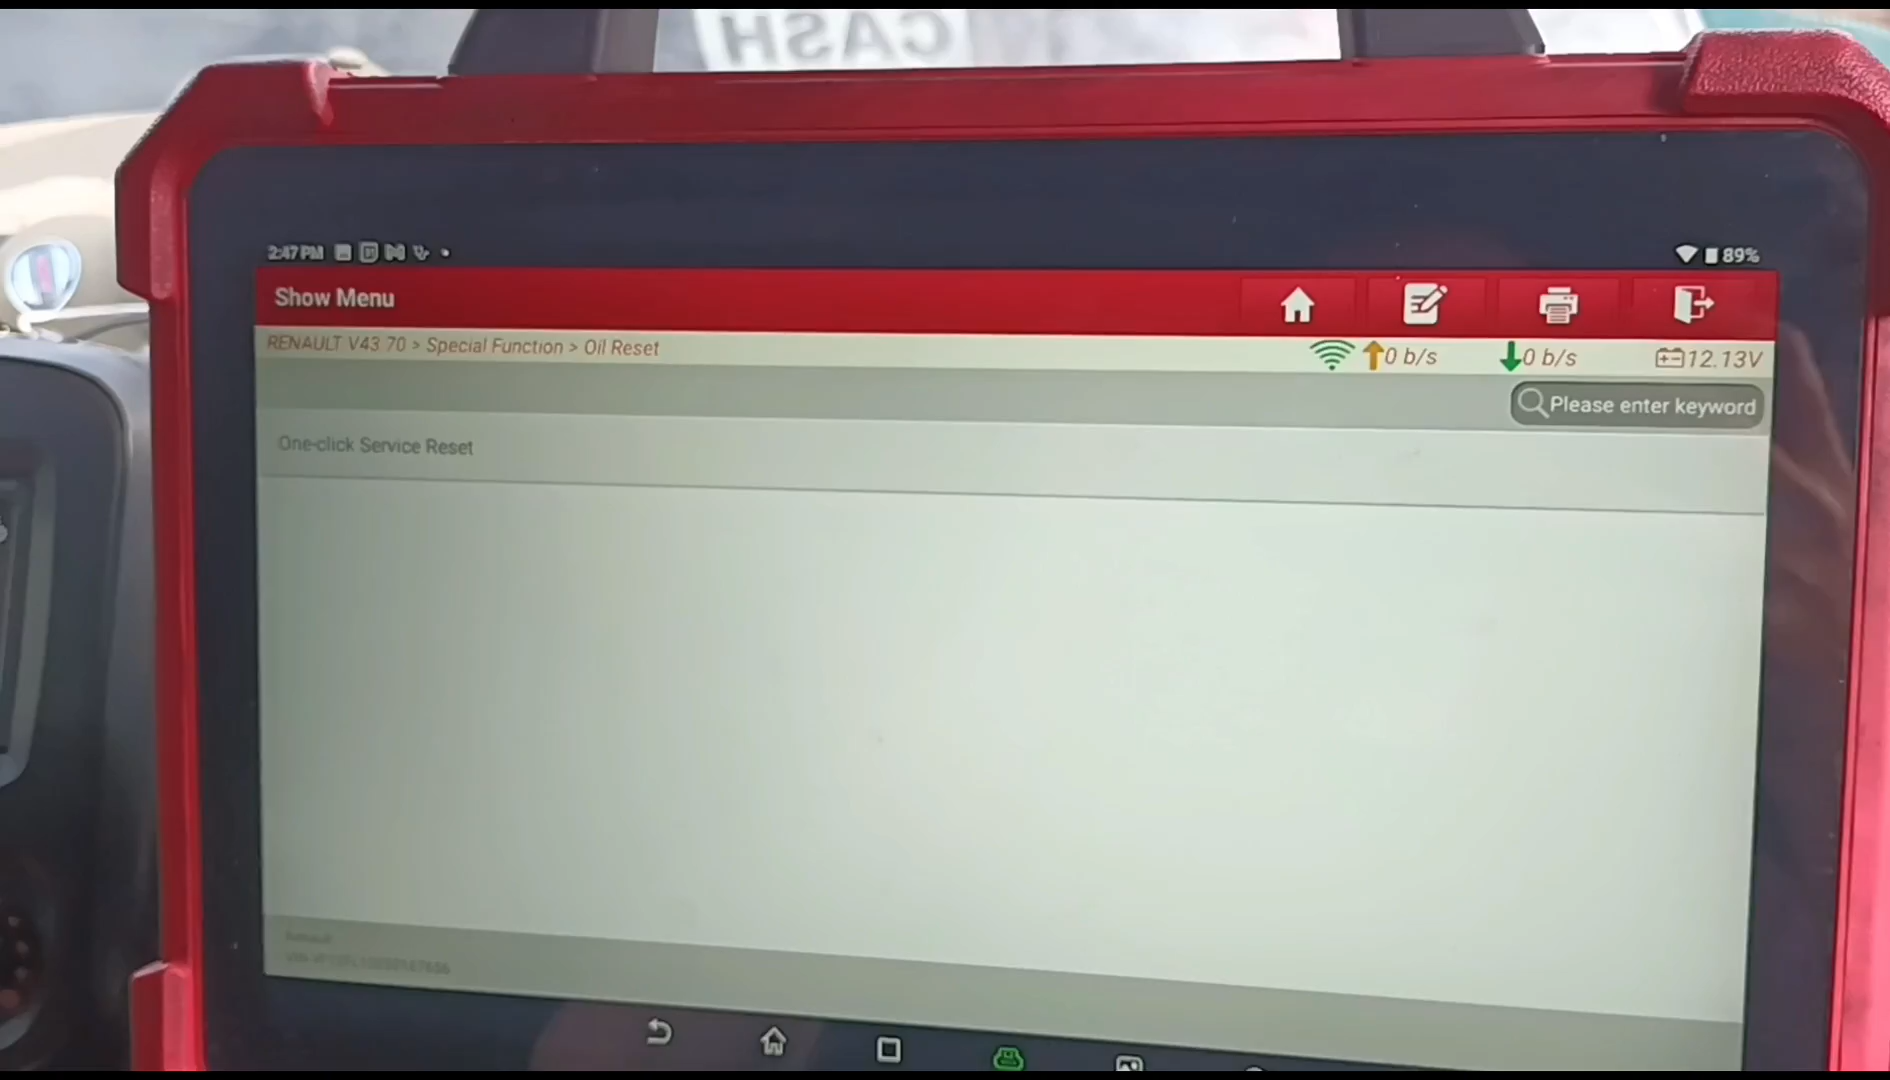 CASH
2:47 PM
89%
Show Menu
RENAULT V43 70 > Special Function > Oil Reset
0 b/s
0 b/s
12.13V
Please enter keyword
One-click Service Reset
Renault